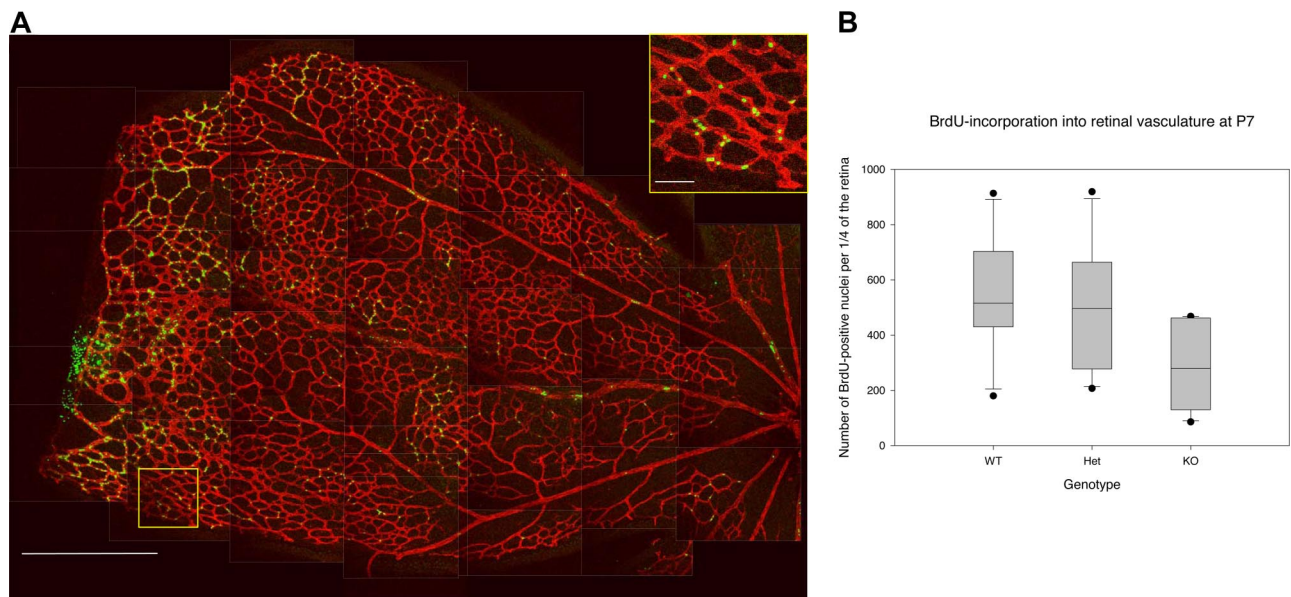 A
B
BrdU-incorporation into retinal vasculature at P7
Number of BrdU-positive nuclei per 1/4 of the retina
1000
800
600
400
200
0
WT Het KO
Genotype